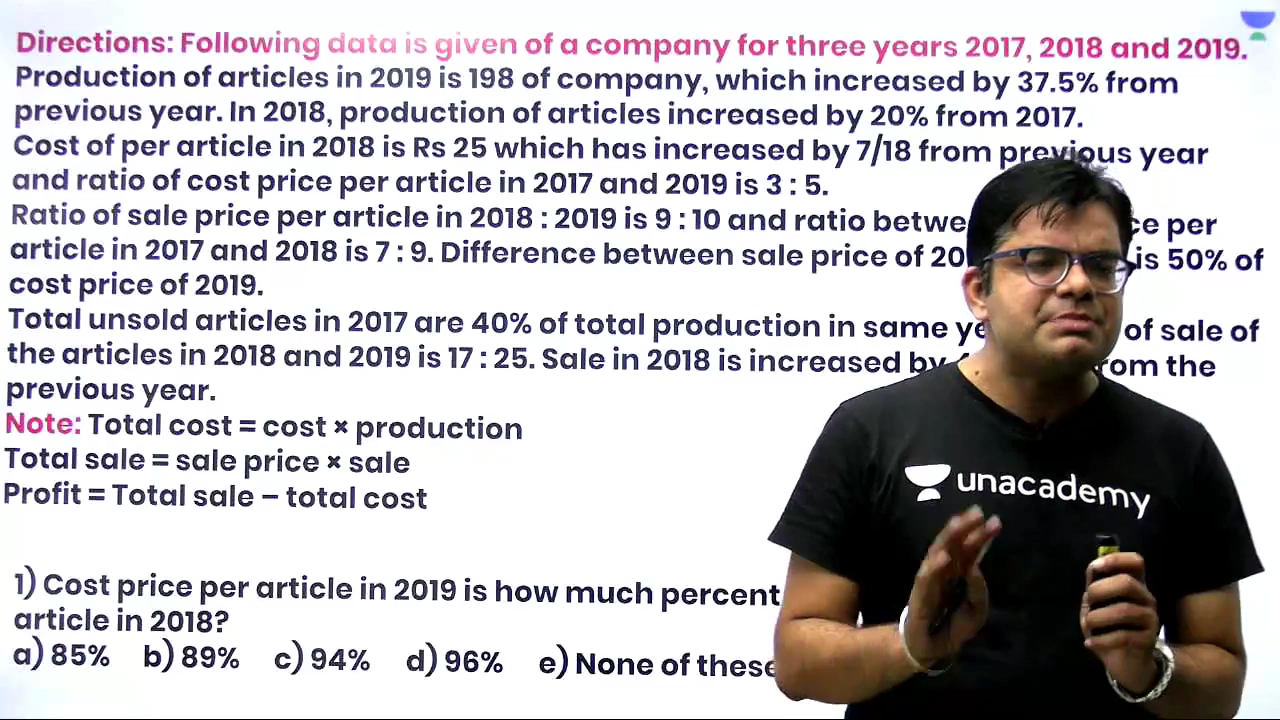 Directions: Following data is given of a company for three years 2017, 2018 and 2019.
Production of articles in 2019 is 198 of company, which increased by 37.5% from
previous year. In 2018, production of articles increased by 20% from 2017.
Cost of per article in 2018 is Rs 25 which has increased by 7/18 from previous year
and ratio of cost price per article in 2017 and 2019 is 3 : 5.
Ratio of sale price per article in 2018 : 2019 is 9 : 10 and ratio per
article in 2017 and 2018 is 7 : 9. Difference between sale price of is 50% of
cost price of 2019.
Total unsold articles in 2017 are 40% of total production in same of sale of
the articles in 2018 and 2019 is 17 : 25. Sale in 2018 is increased by the
previous year.
Note: Total cost = cost × production
Total sale = sale price × sale
Profit = Total sale – total cost
unacademy
1) Cost price per article in 2019 is how much percent
article in 2018?
a) 85% b) 89% c) 94% d) 96% e) None of these